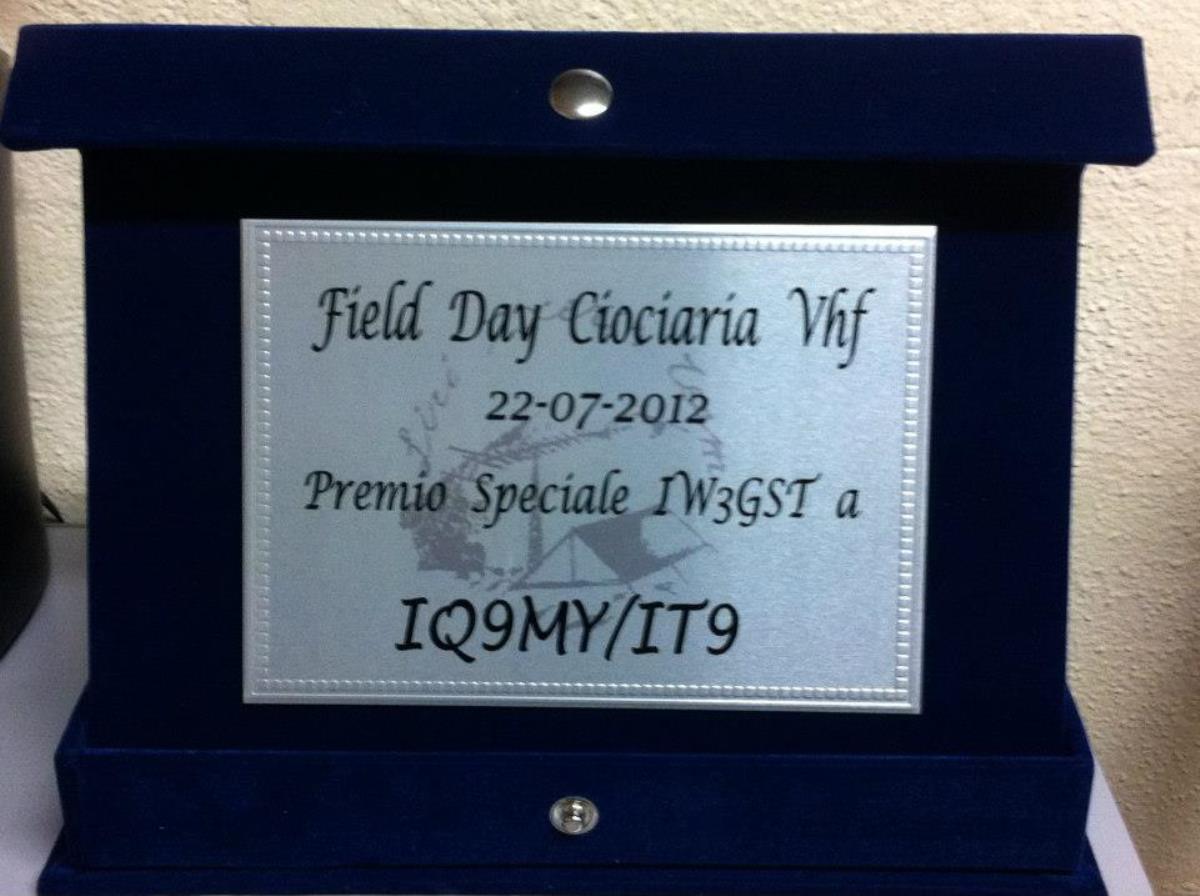 Field Day Ciociaria Vhf
22-07-2012
Premio Speciale IW3GST a
IQ9MY/IT9